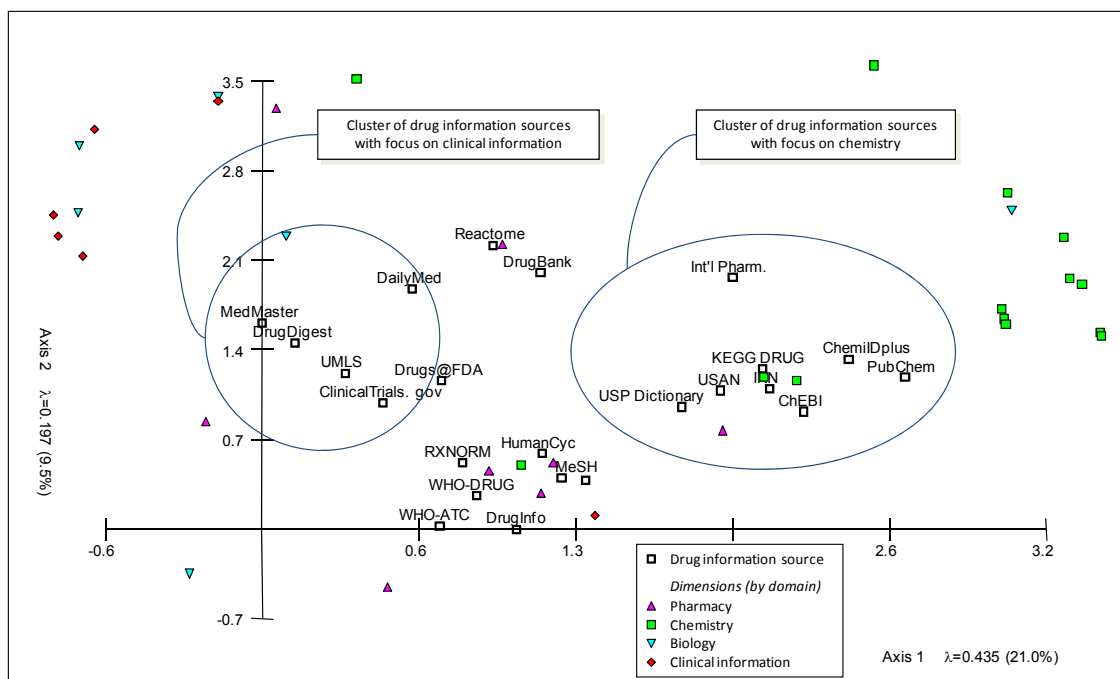 3.5
Cluster of drug information sources
with focus on clinical information
Cluster of drug information sources
with focus on chemistry
2.8
Reactome
2.1
DrugBank
Int'l Pharm.
DailyMed
MedMaster
DrugDigest
1.4
UMLS
Drugs@FDA
KEGG DRUG
ChemIDplus
PubChem
ClinicalTrials. gov
USAN
INN
USP Dictionary
ChEBI
0.7
HumanCyc
RXNORM
MeSH
WHO-DRUG
WHO-ATC
DrugInfo
-0.6
0.6
1.3
2.6
3.2
-0.7
Axis 2 λ=0.197 (9.5%)
Drug information source
Dimensions (by domain)
Pharmacy
Chemistry
Biology
Clinical information
Axis 1 λ=0.435 (21.0%)